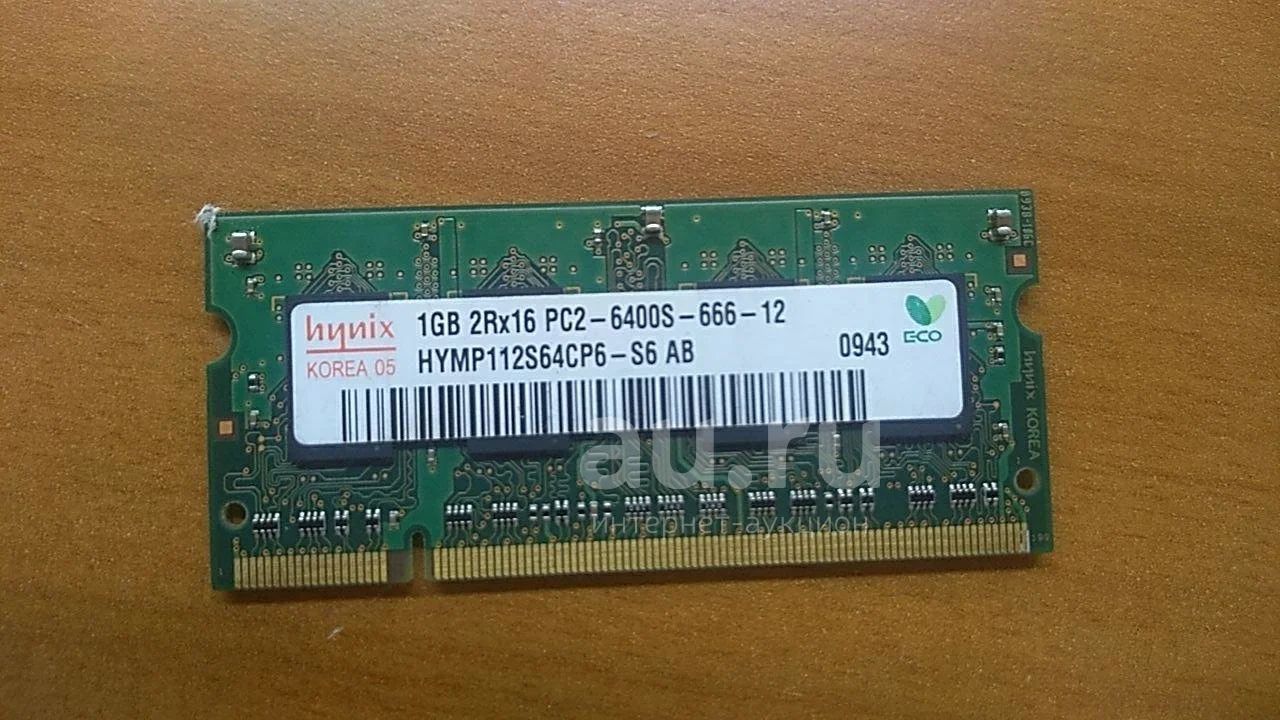 hynix
KOREA 05
1GB 2Rx16 PC2-6400S-666-12
HYMP112S64CP6-S6 AB
0943
ECO
hynix KOREA
au.ru
интернет-аукцион